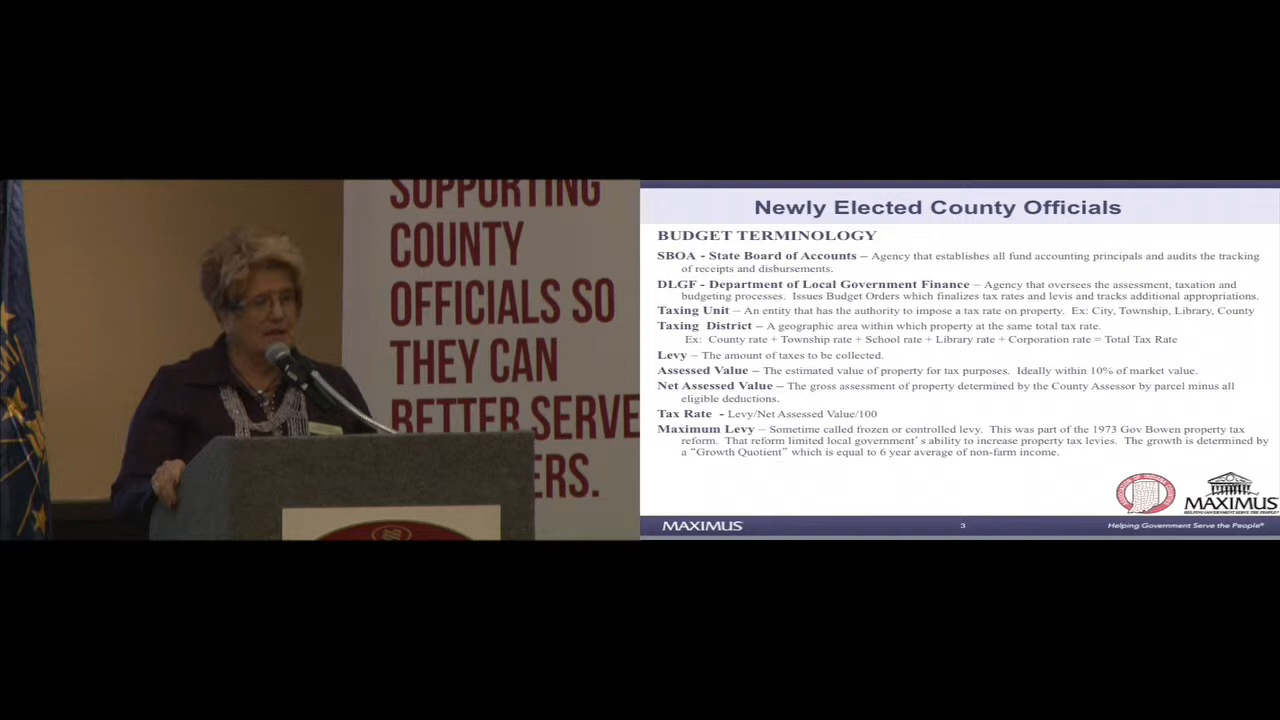 SUPPORTING
COUNTY
OFFICIALS SO
THEY CAN
BETTER SERVE
ERS.
Newly Elected County Officials
BUDGET TERMINOLOGY
SBOA - State Board of Accounts – Agency that establishes all fund accounting principals and audits the tracking
of receipts and disbursements.
DLGF - Department of Local Government Finance – Agency that oversees the assessment, taxation and
budgeting processes. Issues Budget Orders which finalizes tax rates and levis and tracks additional appropriations.
Taxing Unit – An entity that has the authority to impose a tax rate on property. Ex: City, Township, Library, County
Taxing District – A geographic area within which property at the same total tax rate.
Ex: County rate + Township rate + School rate + Library rate + Corporation rate = Total Tax Rate
Levy – The amount of taxes to be collected.
Assessed Value – The estimated value of property for tax purposes. Ideally within 10% of market value.
Net Assessed Value – The gross assessment of property determined by the County Assessor by parcel minus all
eligible deductions.
Tax Rate - Levy/Net Assessed Value/100
Maximum Levy – Sometime called frozen or controlled levy. This was part of the 1973 Gov Bowen property tax
reform. That reform limited local government's ability to increase property tax levies. The growth is determined by
a "Growth Quotient" which is equal to 6 year average of non-farm income.
MAXIMUS
HELPING GOVERNMENT SERVE THE PEOPLE®
MAXIMUS
3
Helping Government Serve the People®